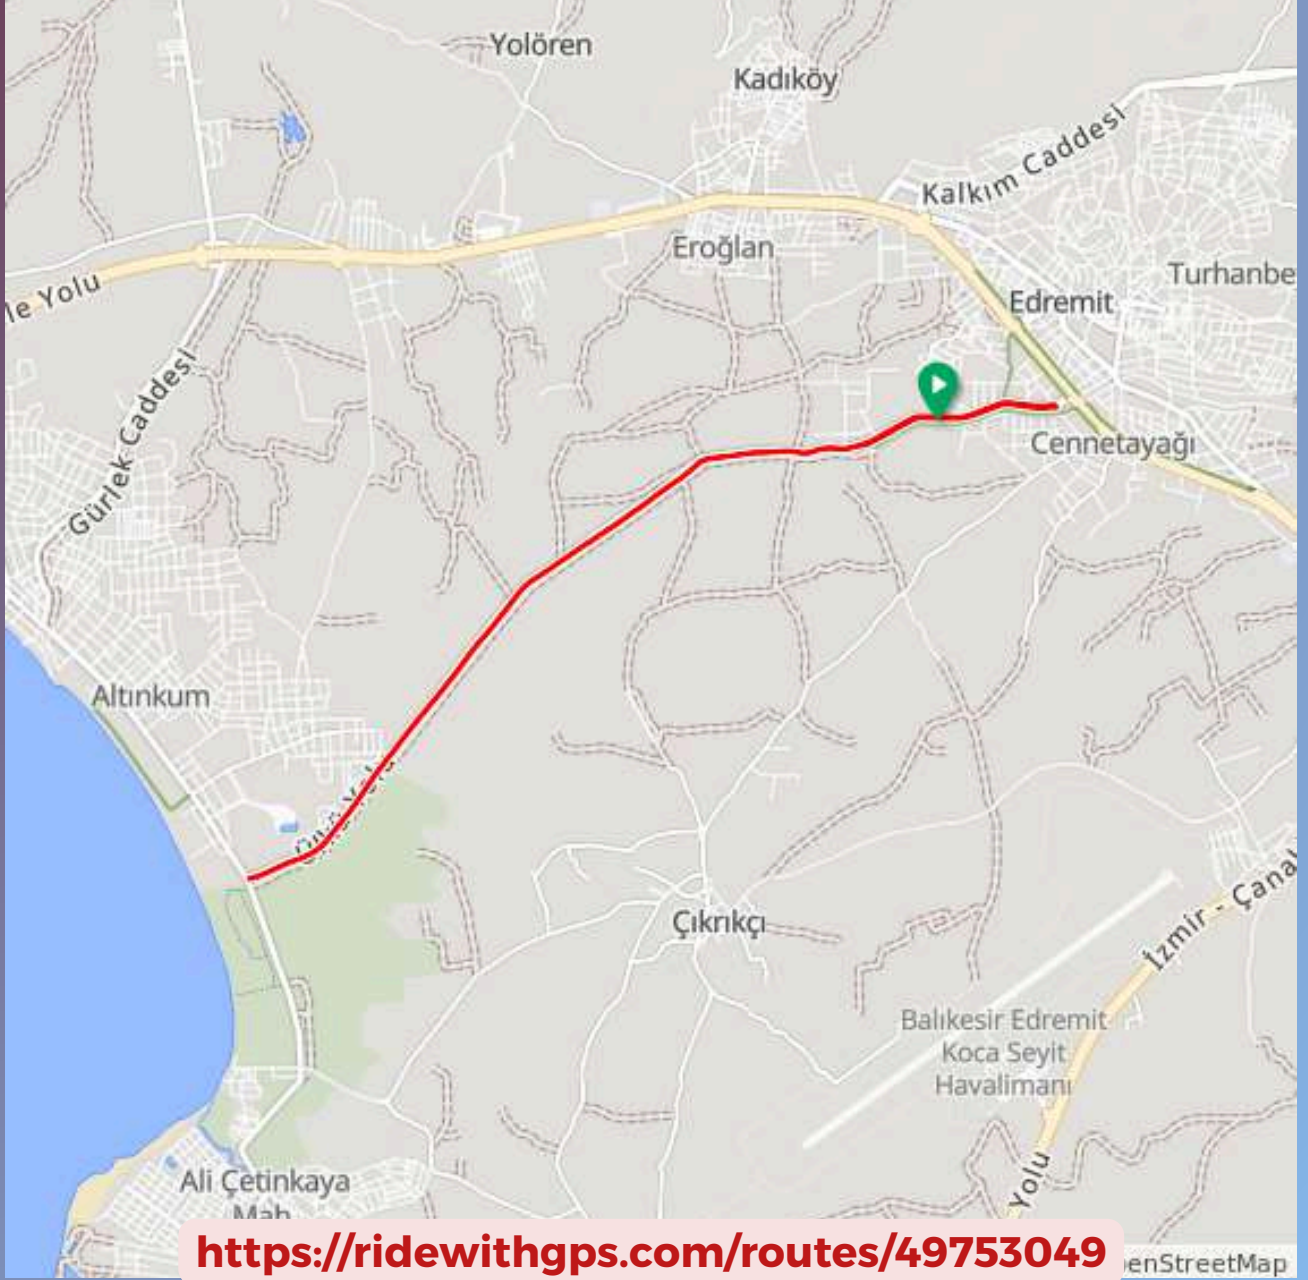 Yolören
Kadıköy
Kalkım Caddesi
Eroğlan
Turhanbe
le Yolu
Edremit
Gürlek Caddesi
Cennetayağı
Altınkum
Çıkrıkçı
İzmir - Çanal
Balıkesir Edremit
Koca Seyit
Havalimanı
Yolu
Ali Çetinkaya
Mah
https://ridewithgps.com/routes/49753049
penStreetMap